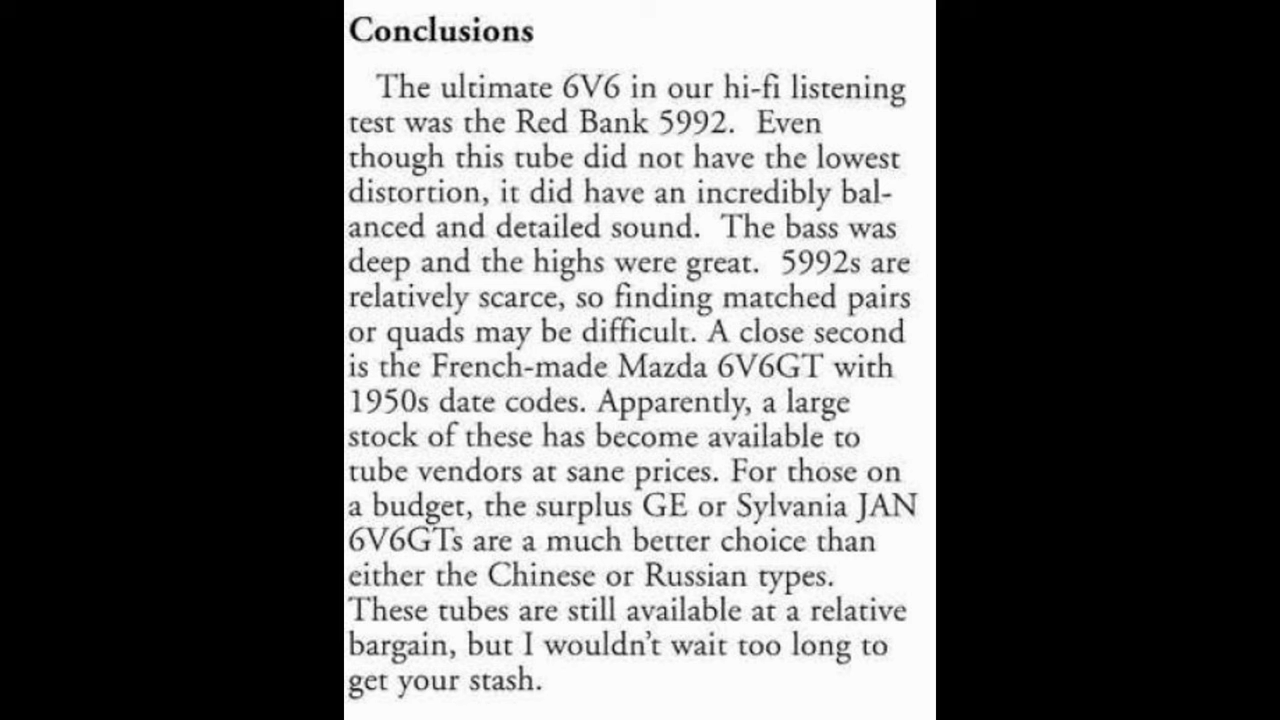 Conclusions
The ultimate 6V6 in our hi-fi listening
test was the Red Bank 5992.  Even
though this tube did not have the lowest
distortion, it did have an incredibly bal-
anced and detailed sound.  The bass was
deep and the highs were great.  5992s are
relatively scarce, so finding matched pairs
or quads may be difficult. A close second
is the French-made Mazda 6V6GT with
1950s date codes. Apparently, a large
stock of these has become available to
tube vendors at sane prices. For those on
a budget, the surplus GE or Sylvania JAN
6V6GTs are a much better choice than
either the Chinese or Russian types.
These tubes are still available at a relative
bargain, but I wouldn't wait too long to
get your stash.